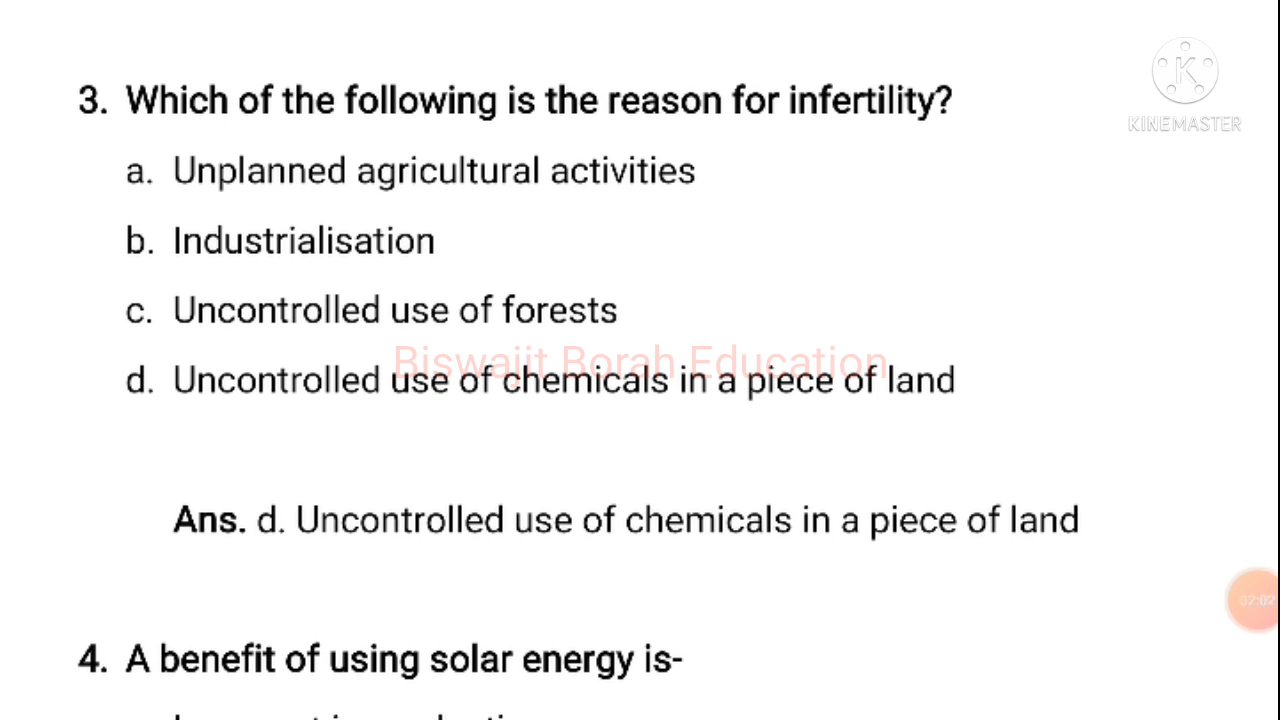 KINEMASTER
3. Which of the following is the reason for infertility?
a. Unplanned agricultural activities
b. Industrialisation
c. Uncontrolled use of forests
Biswajit Borah Education
d. Uncontrolled use of chemicals in a piece of land
Ans. d. Uncontrolled use of chemicals in a piece of land
02:02
4. A benefit of using solar energy is-